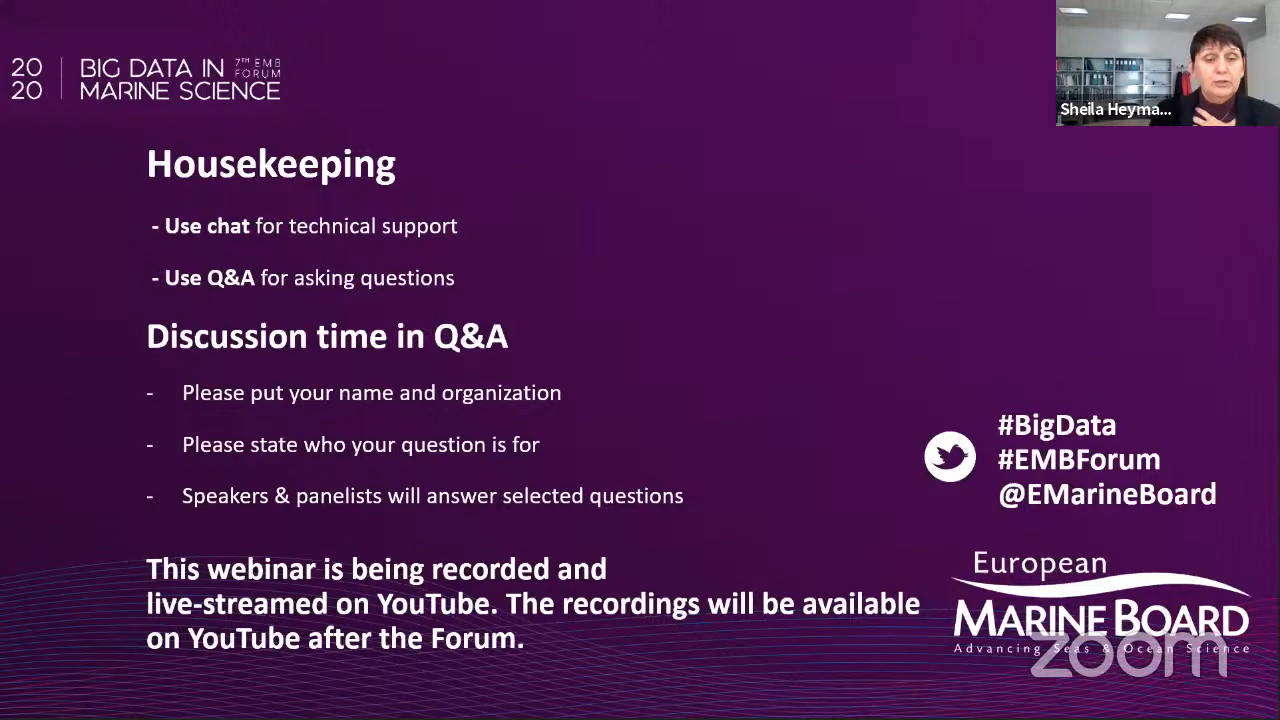 20 BIG DATA IN 7TH EMB FORUM
20 MARINE SCIENCE
Sheila Heyma...
Housekeeping
- Use chat for technical support
- Use Q&A for asking questions
Discussion time in Q&A
- Please put your name and organization
- Please state who your question is for
- Speakers & panelists will answer selected questions
#BigData
#EMBForum
@EMarineBoard
This webinar is being recorded and
live-streamed on YouTube. The recordings will be available
on YouTube after the Forum.
European
MARINE BOARD
Advancing Seas & Ocean Science
zoom